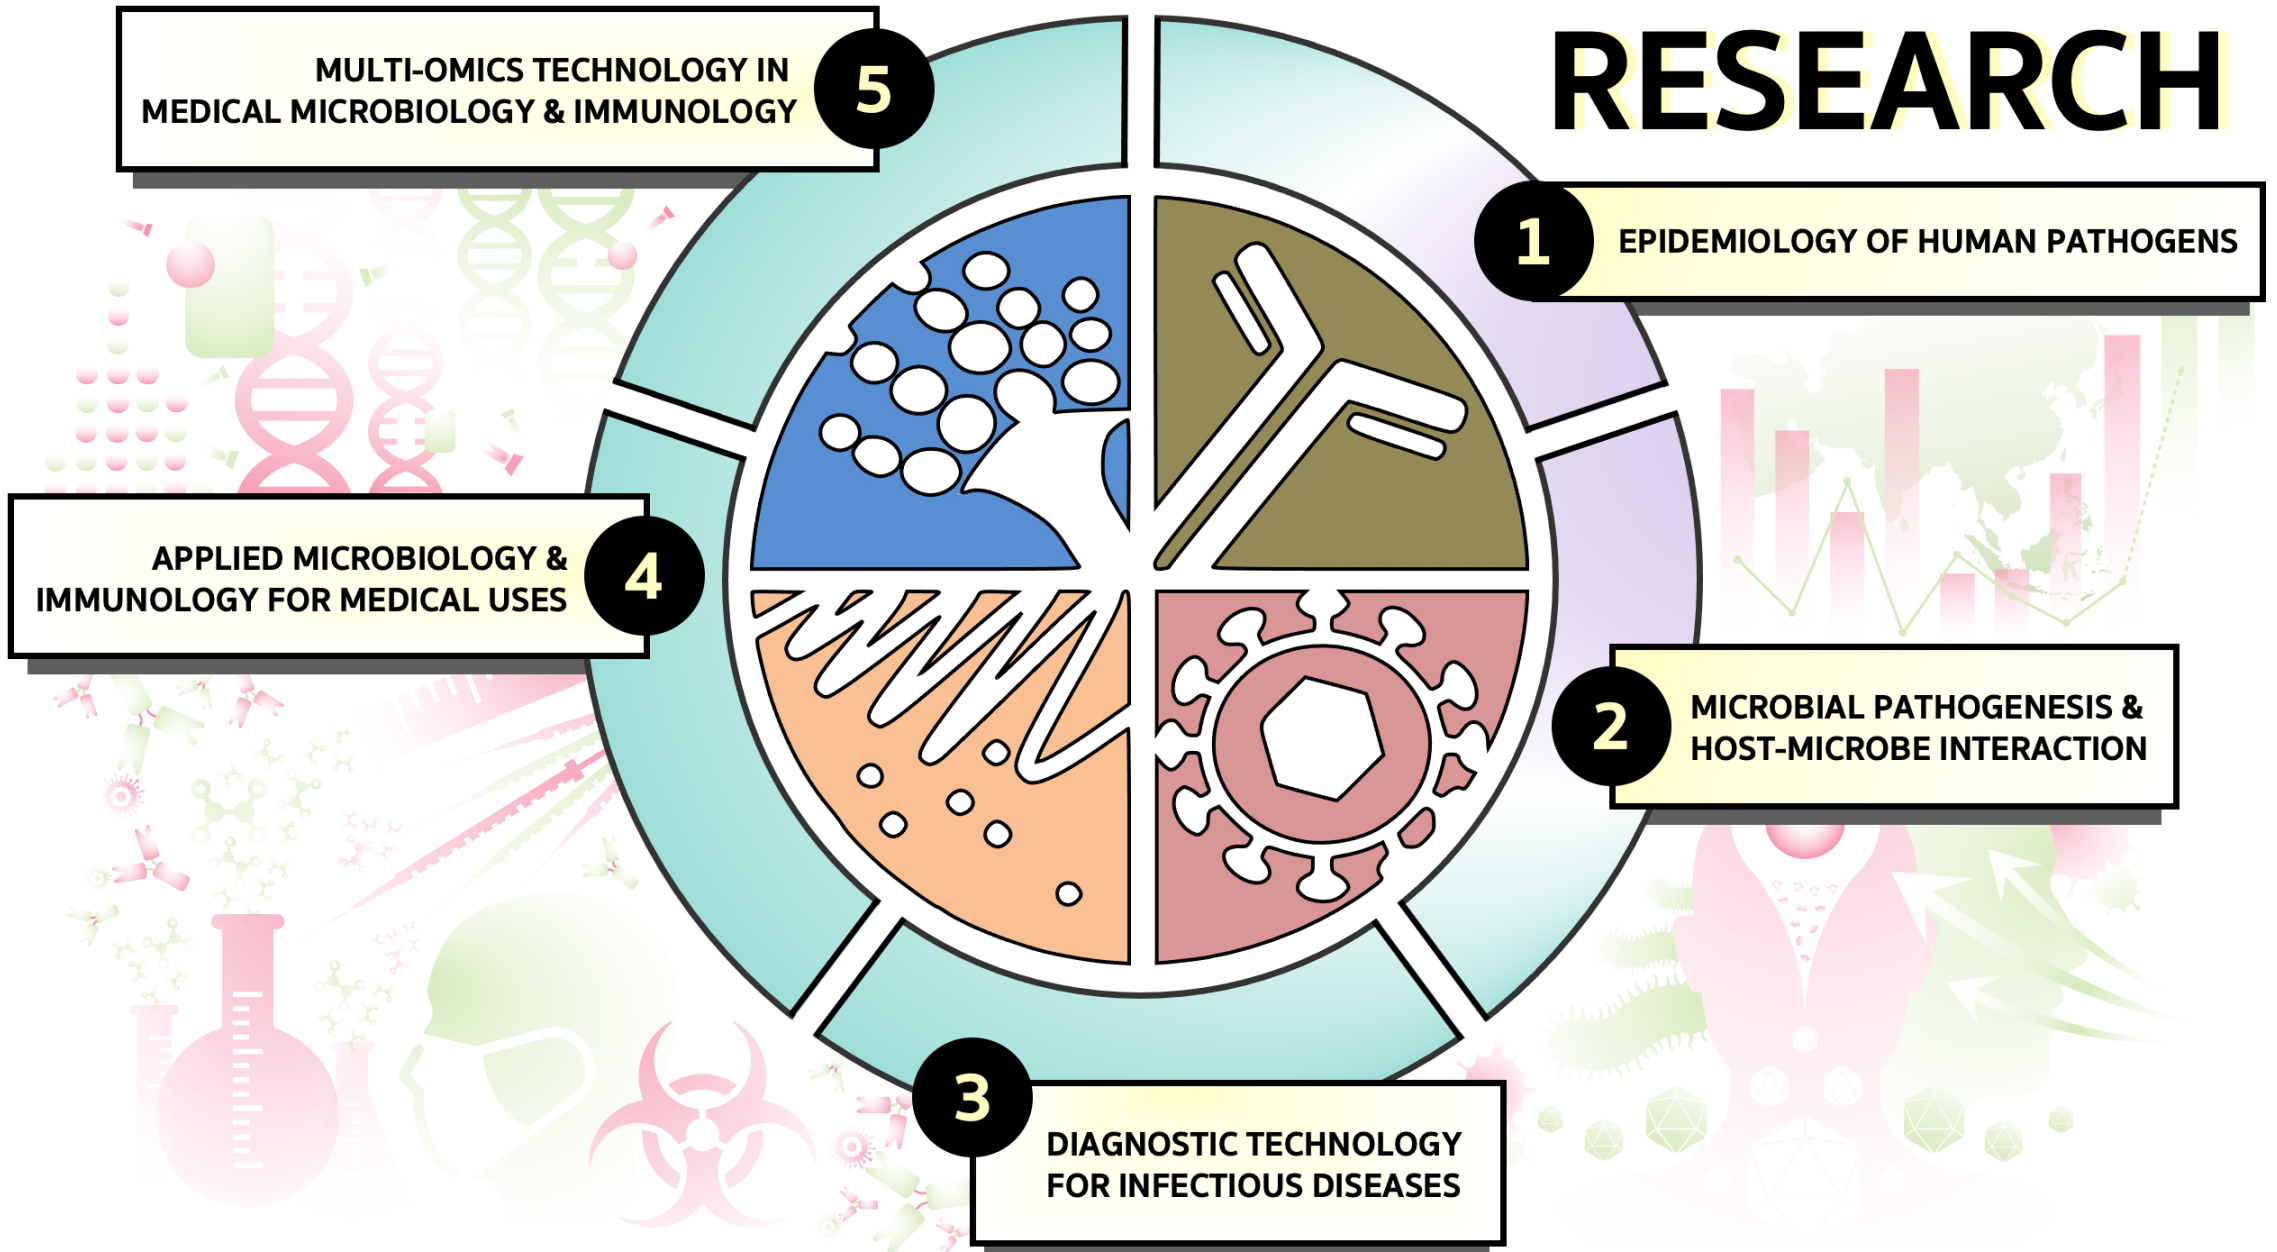 RESEARCH
1
EPIDEMIOLOGY OF HUMAN PATHOGENS
2
MICROBIAL PATHOGENESIS &
HOST-MICROBE INTERACTION
3
DIAGNOSTIC TECHNOLOGY
FOR INFECTIOUS DISEASES
4
APPLIED MICROBIOLOGY &
IMMUNOLOGY FOR MEDICAL USES
5
MULTI-OMICS TECHNOLOGY IN
MEDICAL MICROBIOLOGY & IMMUNOLOGY